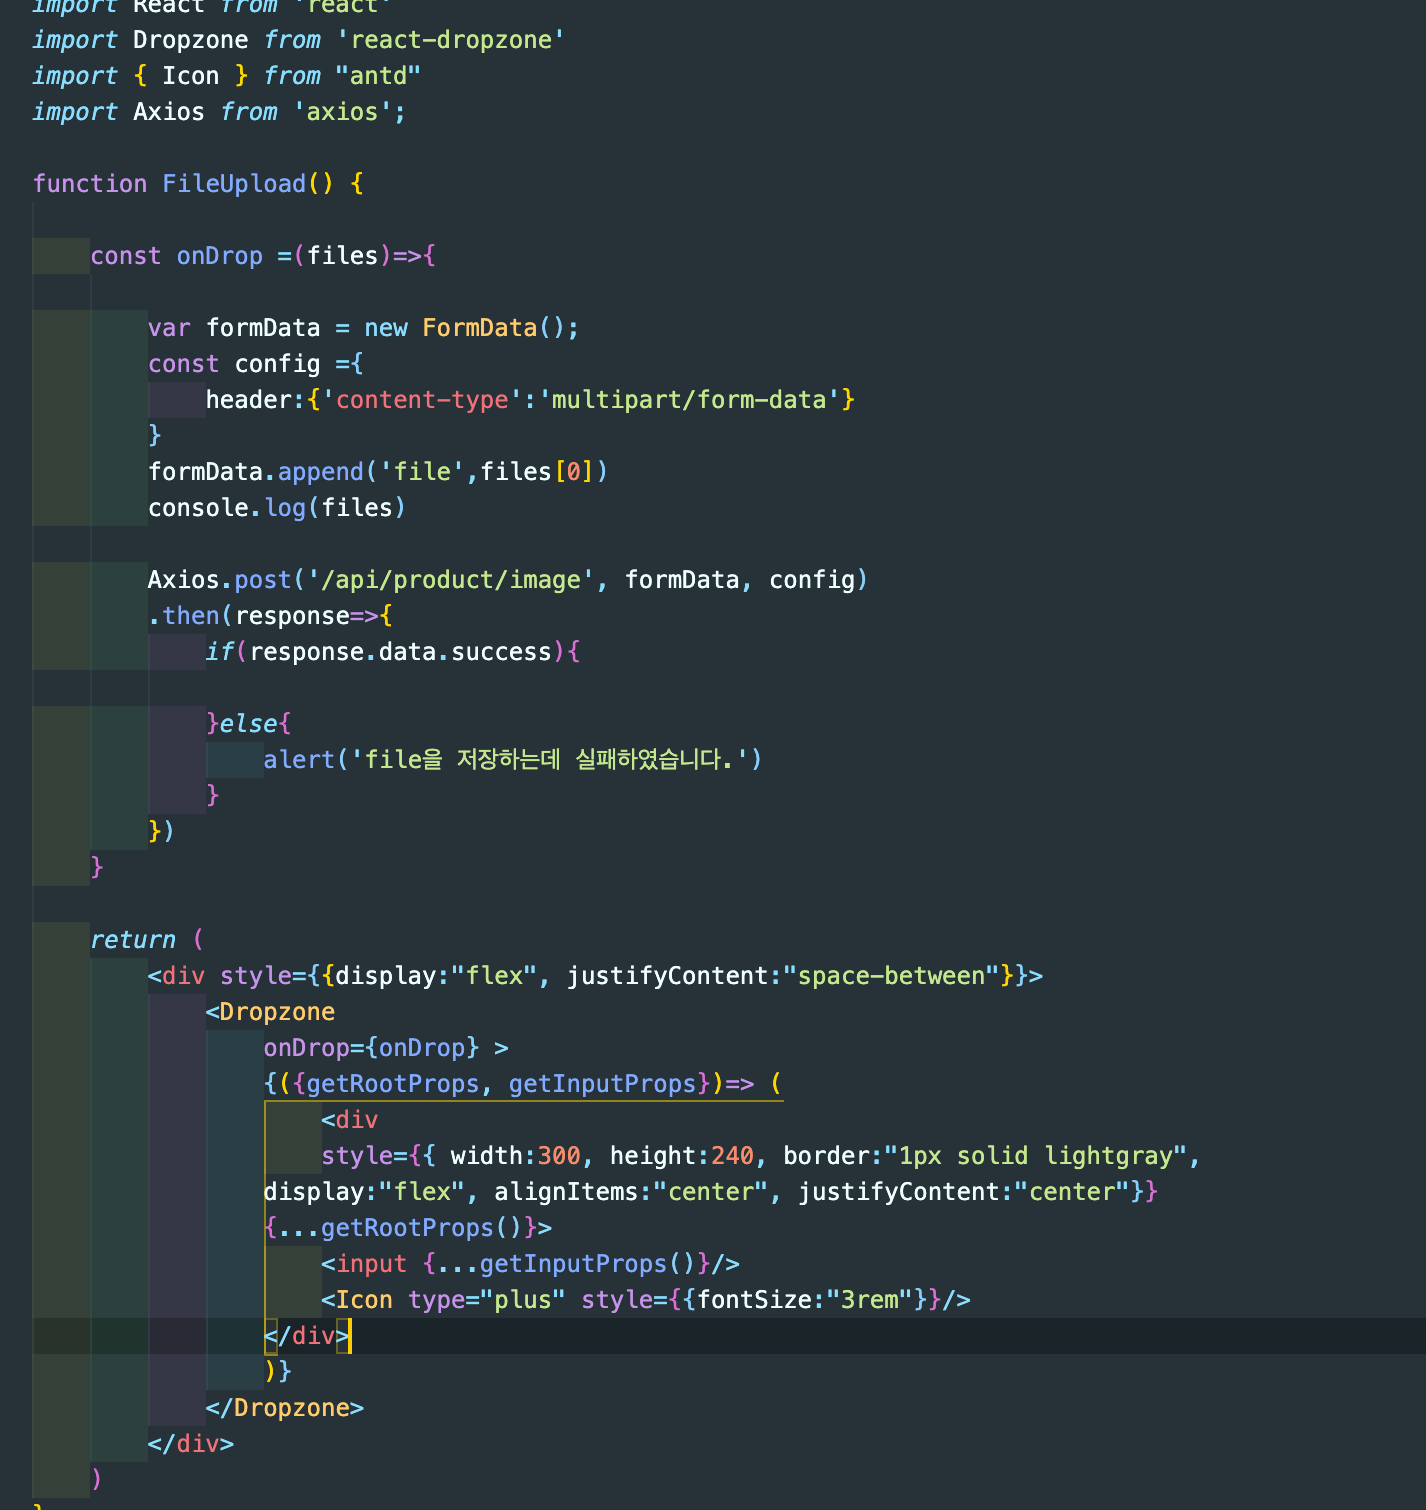 import React from 'react'
import Dropzone from 'react-dropzone'
import { Icon } from "antd"
import Axios from 'axios';
function FileUpload() {
const onDrop =(files)=>{
var formData = new FormData();
const config ={
header:{'content-type':'multipart/form-data'}
}
formData.append('file',files[0])
console.log(files)
Axios.post('/api/product/image', formData, config)
.then(response=>{
if(response.data.success){
}else{
alert('file을 저장하는데 실패하였습니다.')
}
})
}
return (
<div style={{display:"flex", justifyContent:"space-between"}}>
<Dropzone
onDrop={onDrop} >
{({getRootProps, getInputProps})=> (
<div
style={{ width:300, height:240, border:"1px solid lightgray",
display:"flex", alignItems:"center", justifyContent:"center"}}
{...getRootProps()}>
<input {...getInputProps()}/>
<Icon type="plus" style={{fontSize:"3rem"}}/>
</div>
)}
</Dropzone>
</div>
)
}